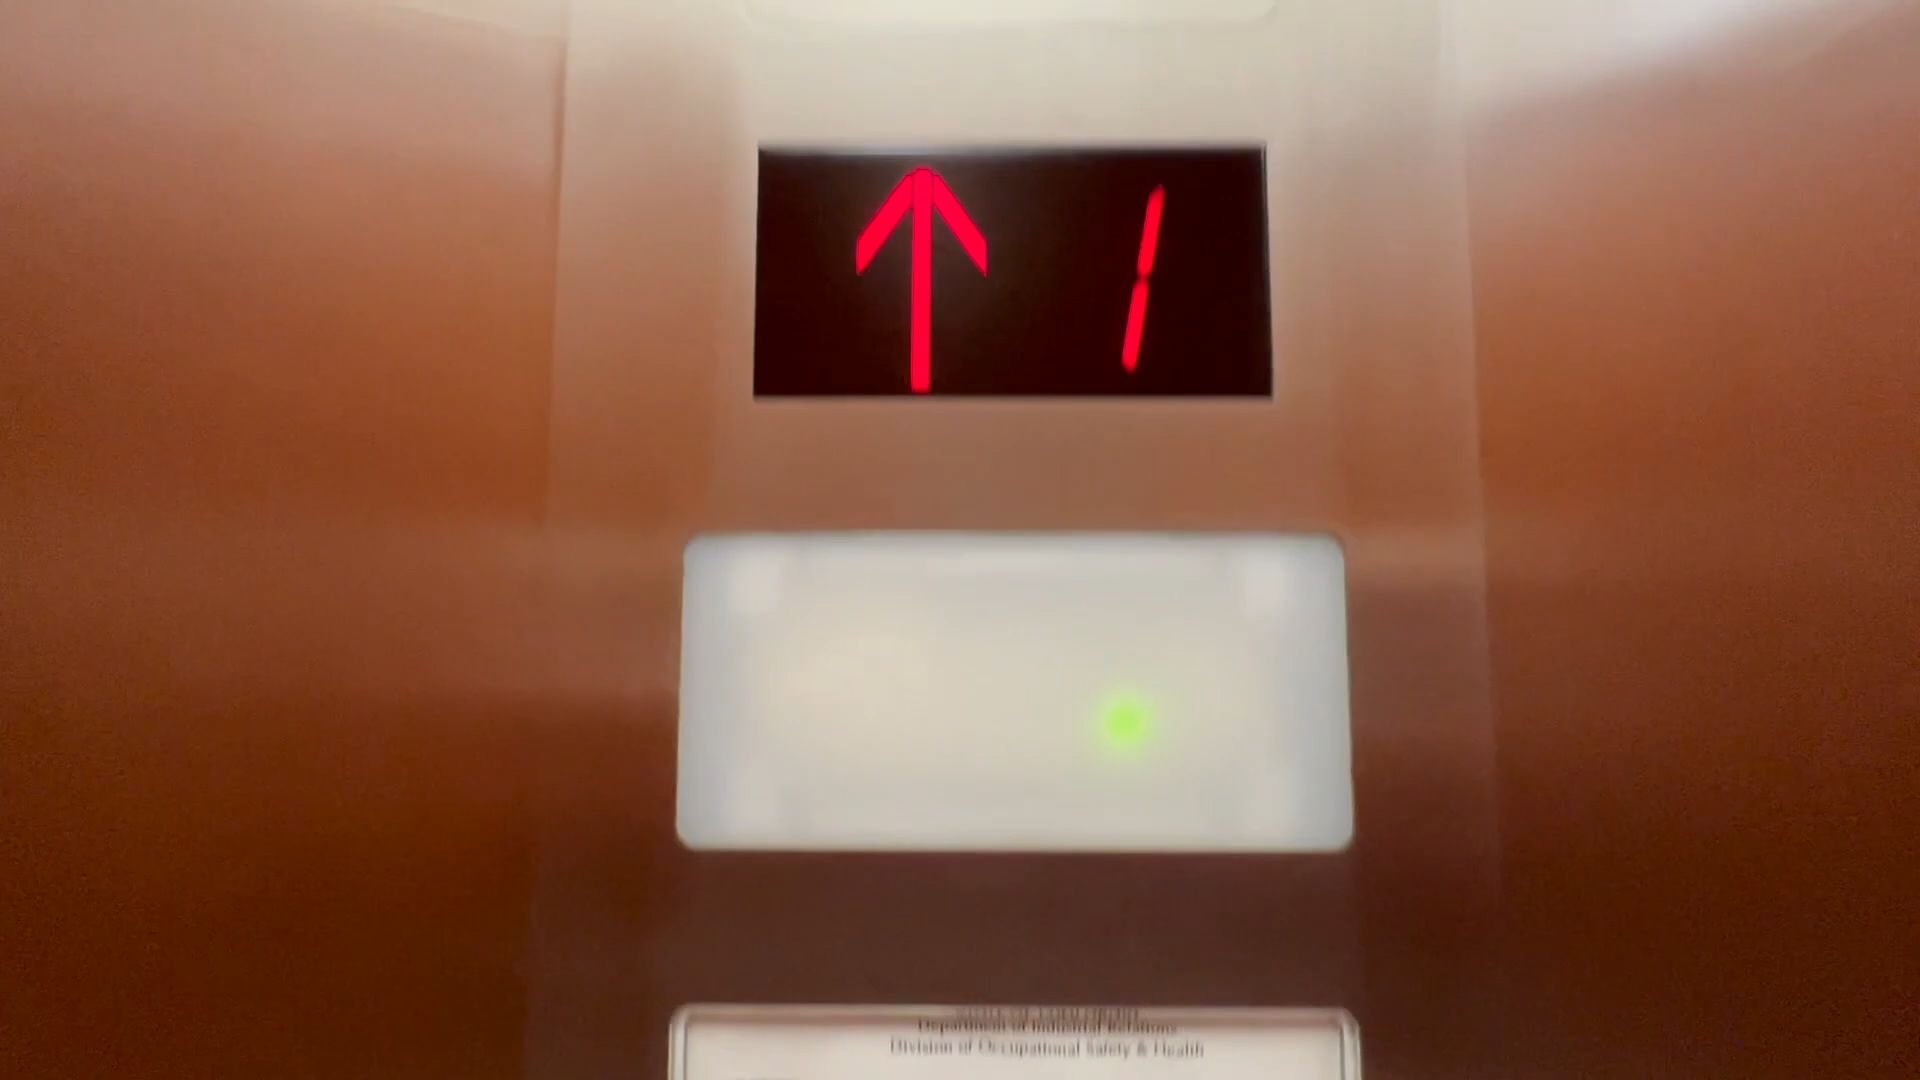 ↑ 1
Department of Industrial Relations
Division of Occupational Safety & Health